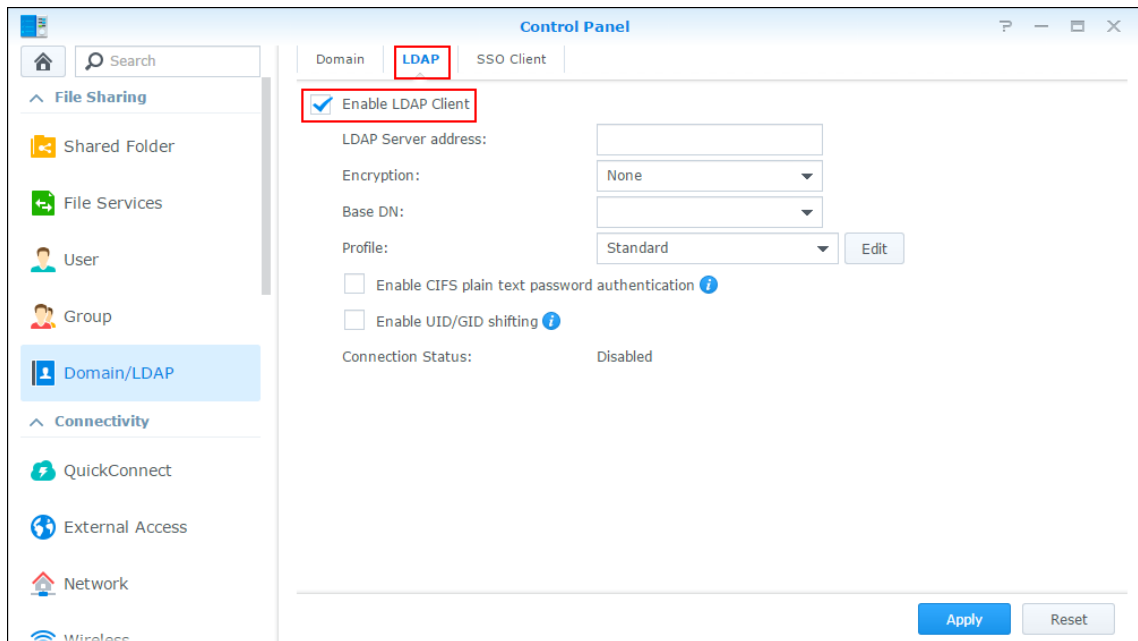 Control Panel
Search
Domain
LDAP
SSO Client
File Sharing
Shared Folder
File Services
User
Group
Domain/LDAP
Connectivity
QuickConnect
External Access
Network
Wireless
Enable LDAP Client
LDAP Server address:
Encryption: None
Base DN:
Profile: Standard Edit
Enable CIFS plain text password authentication
Enable UID/GID shifting
Connection Status: Disabled
Apply
Reset